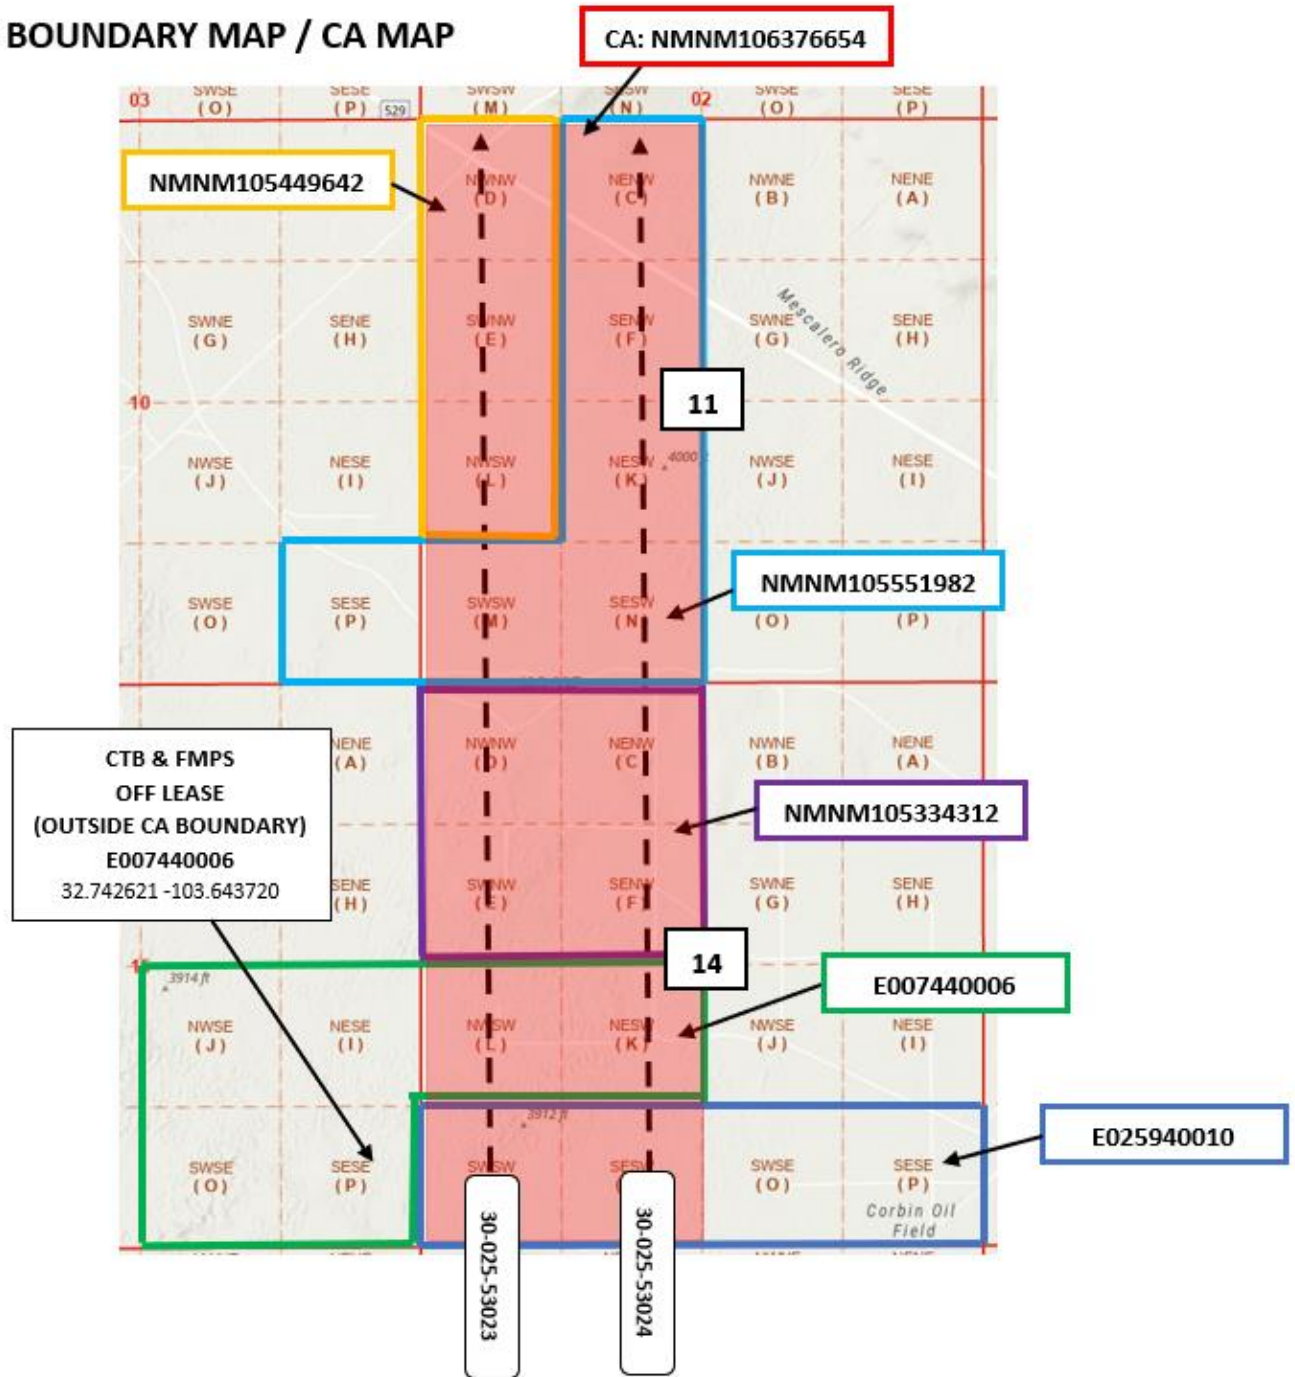 BOUNDARY MAP / CA MAP
CA: NMNM106376654
03
SWSE
(O)
SESE
(P)
529
SWSW
(M)
SESW
(N)
02
SWSE
(O)
SESE
(P)
NMNM105449642
NWNW
(D)
NENW
(C)
NWNE
(B)
NENE
(A)
SWNE
(G)
SENE
(H)
SWNW
(E)
SENW
(F)
SWNE
(G)
SENE
(H)
Mescalero Ridge
10
11
NWSE
(J)
NESE
(I)
NWSW
(L)
NESW
(K)
4000
NWSE
(J)
NESE
(I)
SWSE
(O)
SESE
(P)
SWSW
(M)
SESW
(N)
NMNM105551982
(O)
(P)
CTB & FMPS
OFF LEASE
(OUTSIDE CA BOUNDARY)
E007440006
32.742621 -103.643720
NENE
(A)
NWNW
(D)
NENW
(C
NWNE
(B)
NENE
(A)
NMNM105334312
SENE
(H)
SWNW
(E)
SENW
(F)
SWNE
(G)
SENE
(H)
14
3914 ft
E007440006
NWSE
(J)
NESE
(I)
NWSW
(L)
NESW
(K)
NWSE
(J)
NESE
(I)
3912 ft
E025940010
SWSE
(O)
SESE
(P)
SWSW
SESW
SWSE
(O)
SESE
(P)
Corbin Oil
Field
30-025-53023
30-025-53024